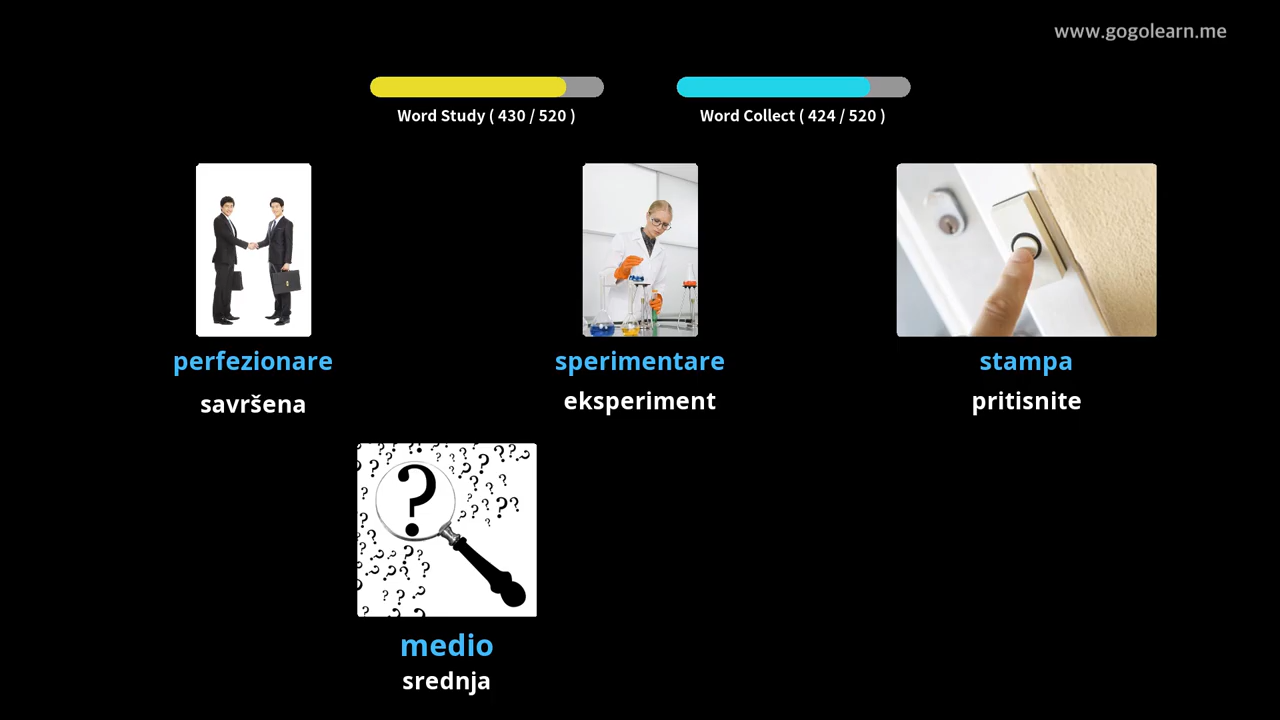 www.gogolearn.me
Word Study ( 430 / 520 )
Word Collect ( 424 / 520 )
perfezionare
savršena
sperimentare
eksperiment
stampa
pritisnite
medio
srednja